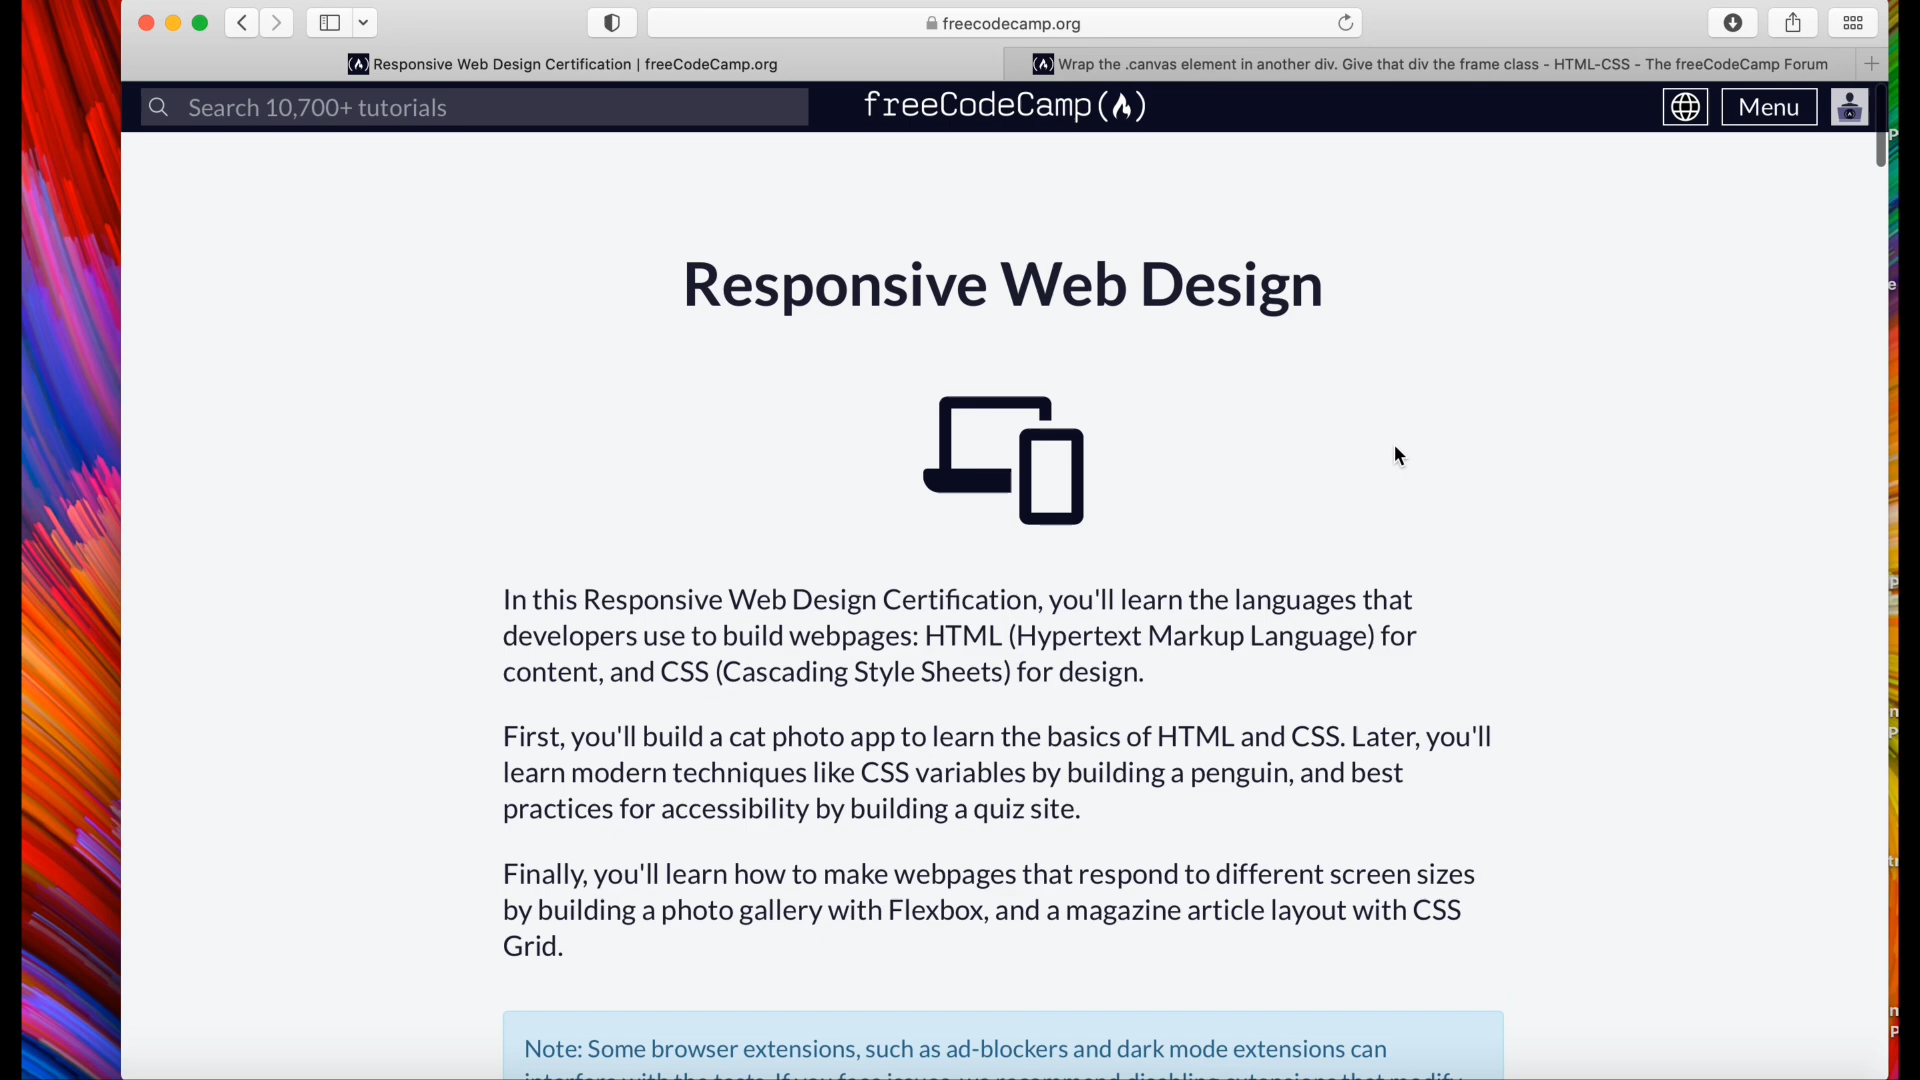 freecodecamp.org
Responsive Web Design Certification | freeCodeCamp.org
Wrap the .canvas element in another div. Give that div the frame class - HTML-CSS - The freeCodeCamp Forum
Search 10,700+ tutorials
freeCodeCamp
Menu
Responsive Web Design
In this Responsive Web Design Certification, you'll learn the languages that
developers use to build webpages: HTML (Hypertext Markup Language) for
content, and CSS (Cascading Style Sheets) for design.
First, you'll build a cat photo app to learn the basics of HTML and CSS. Later, you'll
learn modern techniques like CSS variables by building a penguin, and best
practices for accessibility by building a quiz site.
Finally, you'll learn how to make webpages that respond to different screen sizes
by building a photo gallery with Flexbox, and a magazine article layout with CSS
Grid.
Note: Some browser extensions, such as ad-blockers and dark mode extensions can